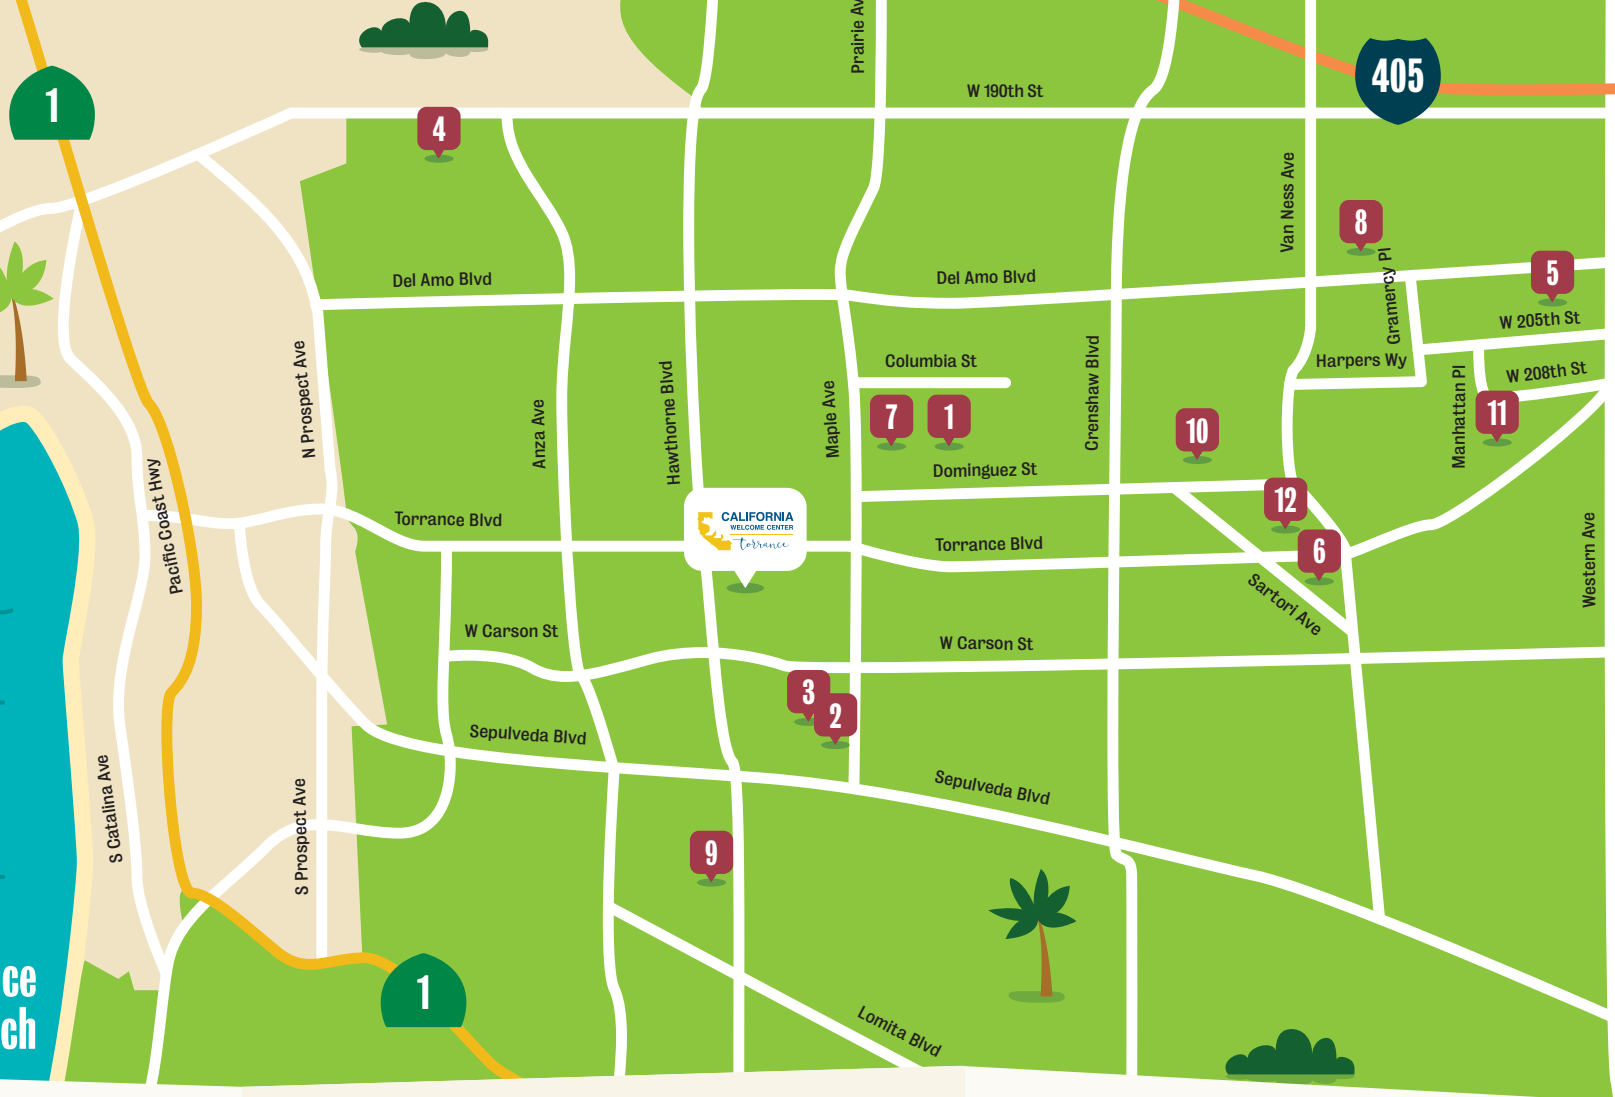 Prairie Av
1
W 190th St
405
4
Van Ness Ave
8
Gramercy Pl
5
Del Amo Blvd
Del Amo Blvd
W 205th St
N Prospect Ave
Anza Ave
Hawthorne Blvd
Maple Ave
Columbia St
Crenshaw Blvd
Harpers Wy
Manhattan Pl
W 208th St
7
1
10
11
Dominguez St
Pacific Coast Hwy
Torrance Blvd
CALIFORNIA
WELCOME CENTER
torrance
Torrance Blvd
12
6
Sartori Ave
Western Ave
W Carson St
W Carson St
3
2
Sepulveda Blvd
Sepulveda Blvd
S Catalina Ave
S Prospect Ave
9
ce
ch
1
Lomita Blvd